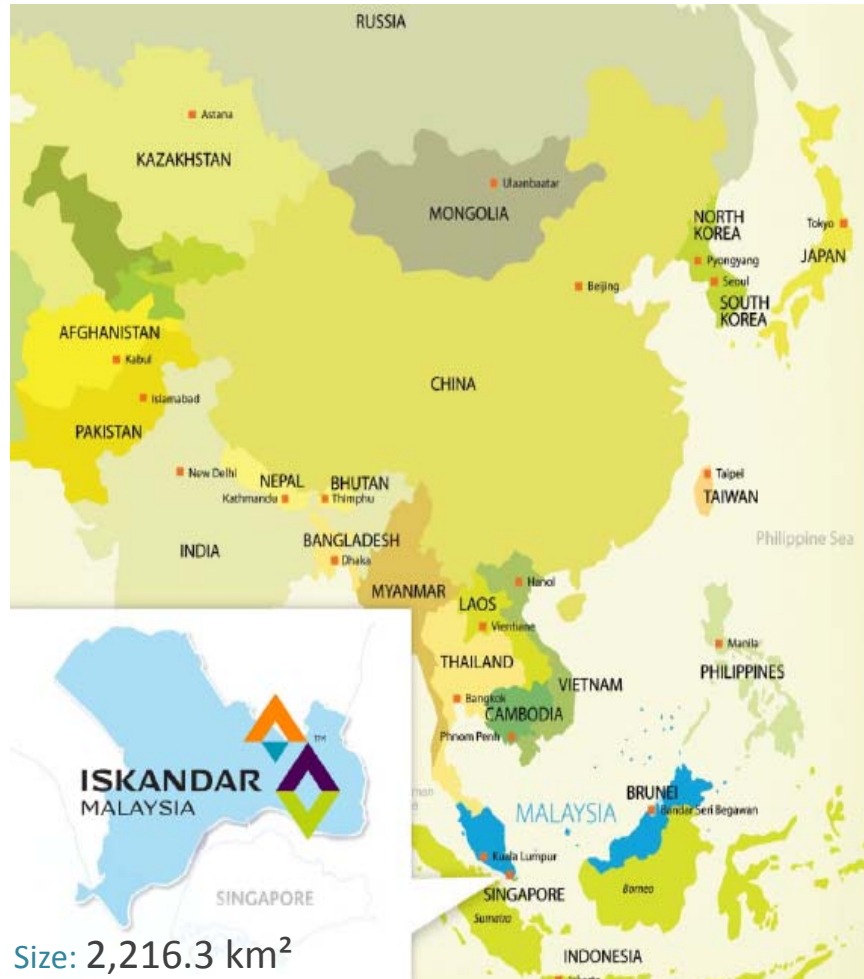 RUSSIA
Astana
KAZAKHSTAN
Ulaanbaatar
MONGOLIA
NORTH
KOREA
Tokyo
JAPAN
Pyongyang
Seoul
SOUTH
KOREA
Beijing
AFGHANISTAN
Kabul
CHINA
Islamabad
PAKISTAN
New Delhi
NEPAL
BHUTAN
Kathmandu
Thimphu
Taipei
TAIWAN
INDIA
BANGLADESH
Dhaka
Philippine Sea
MYANMAR
Hanoi
LAOS
Vientiane
Manila
THAILAND
PHILIPPINES
VIETNAM
Bangkok
CAMBODIA
Phnom Penh
ISKANDAR
MALAYSIA
TM
BRUNEI
MALAYSIA
Bandar Seri Begawan
Kuala Lumpur
SINGAPORE
SINGAPORE
Borneo
Sumatra
INDONESIA
Size: 2,216.3 km²